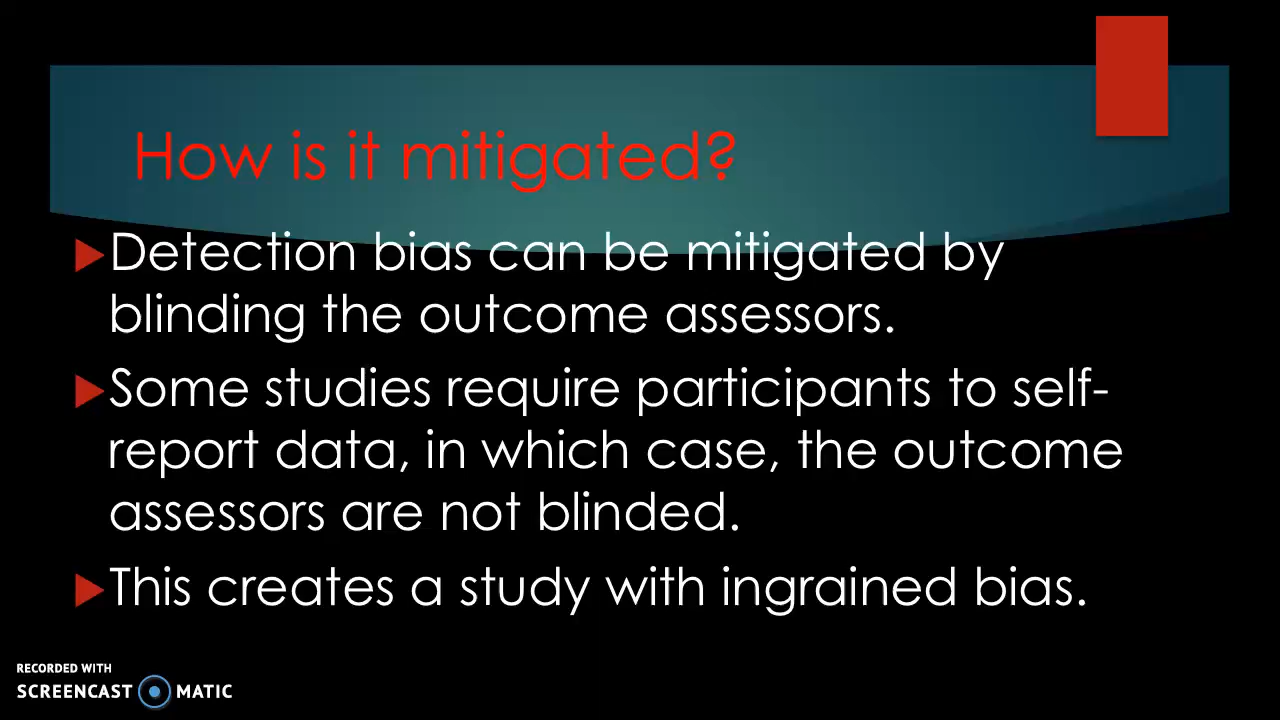 How is it mitigated?
Detection bias can be mitigated by
blinding the outcome assessors.
Some studies require participants to self-
report data, in which case, the outcome
assessors are not blinded.
This creates a study with ingrained bias.
RECORDED WITH
SCREENCAST MATIC